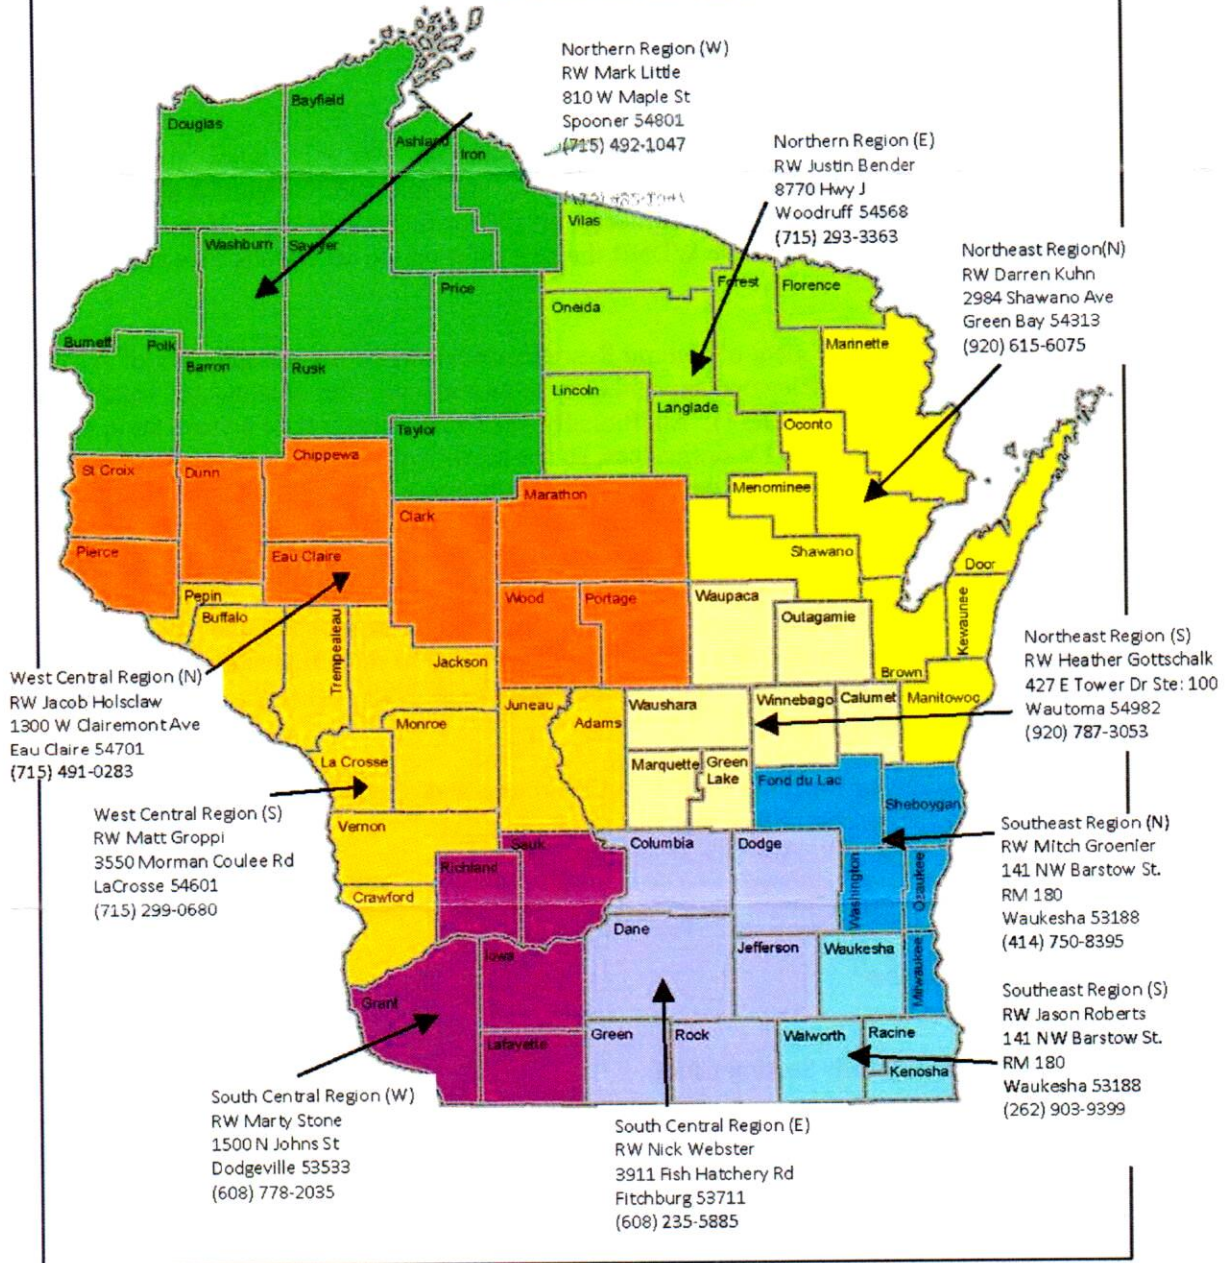 Northern Region (W)
RW Mark Little
810 W Maple St
Spooner 54801
(715) 492-1047
Northern Region (E)
RW Justin Bender
8770 Hwy J
Woodruff 54568
(715) 293-3363
Northeast Region(N)
RW Darren Kuhn
2984 Shawano Ave
Green Bay 54313
(920) 615-6075
Douglas
Bayfield
Ashland
Iron
Vilas
Washburn
Sawyer
Price
Oneida
Forest
Florence
Burnett
Polk
Barron
Rusk
Marinette
Lincoln
Langlade
Taylor
Oconto
St Croix
Dunn
Chippewa
Menominee
Marathon
Clark
Pierce
Eau Claire
Shawano
Door
Pepin
Buffalo
Wood
Portage
Waupaca
Outagamie
Kewaunee
Trempealeau
Jackson
Brown
Northeast Region (S)
RW Heather Gottschalk
427 E Tower Dr Ste: 100
Wautoma 54982
(920) 787-3053
West Central Region (N)
RW Jacob Holsclaw
1300 W Clairemont Ave
Eau Claire 54701
(715) 491-0283
Juneau
Adams
Waushara
Winnebago
Calumet
Manitowoc
Monroe
La Crosse
Marquette
Green
Lake
Fond du Lac
Sheboygan
West Central Region (S)
RW Matt Groppi
3550 Morman Coulee Rd
LaCrosse 54601
(715) 299-0680
Vernon
Richland
Sauk
Columbia
Dodge
Washington
Ozaukee
Southeast Region (N)
RW Mitch Groenier
141 NW Barstow St.
RM 180
Waukesha 53188
(414) 750-8395
Crawford
Dane
Jefferson
Waukesha
Milwaukee
Iowa
Grant
Southeast Region (S)
RW Jason Roberts
141 NW Barstow St.
RM 180
Waukesha 53188
(262) 903-9399
Lafayette
Green
Rock
Walworth
Racine
Kenosha
South Central Region (W)
RW Marty Stone
1500 N Johns St
Dodgeville 53533
(608) 778-2035
South Central Region (E)
RW Nick Webster
3911 Fish Hatchery Rd
Fitchburg 53711
(608) 235-5885